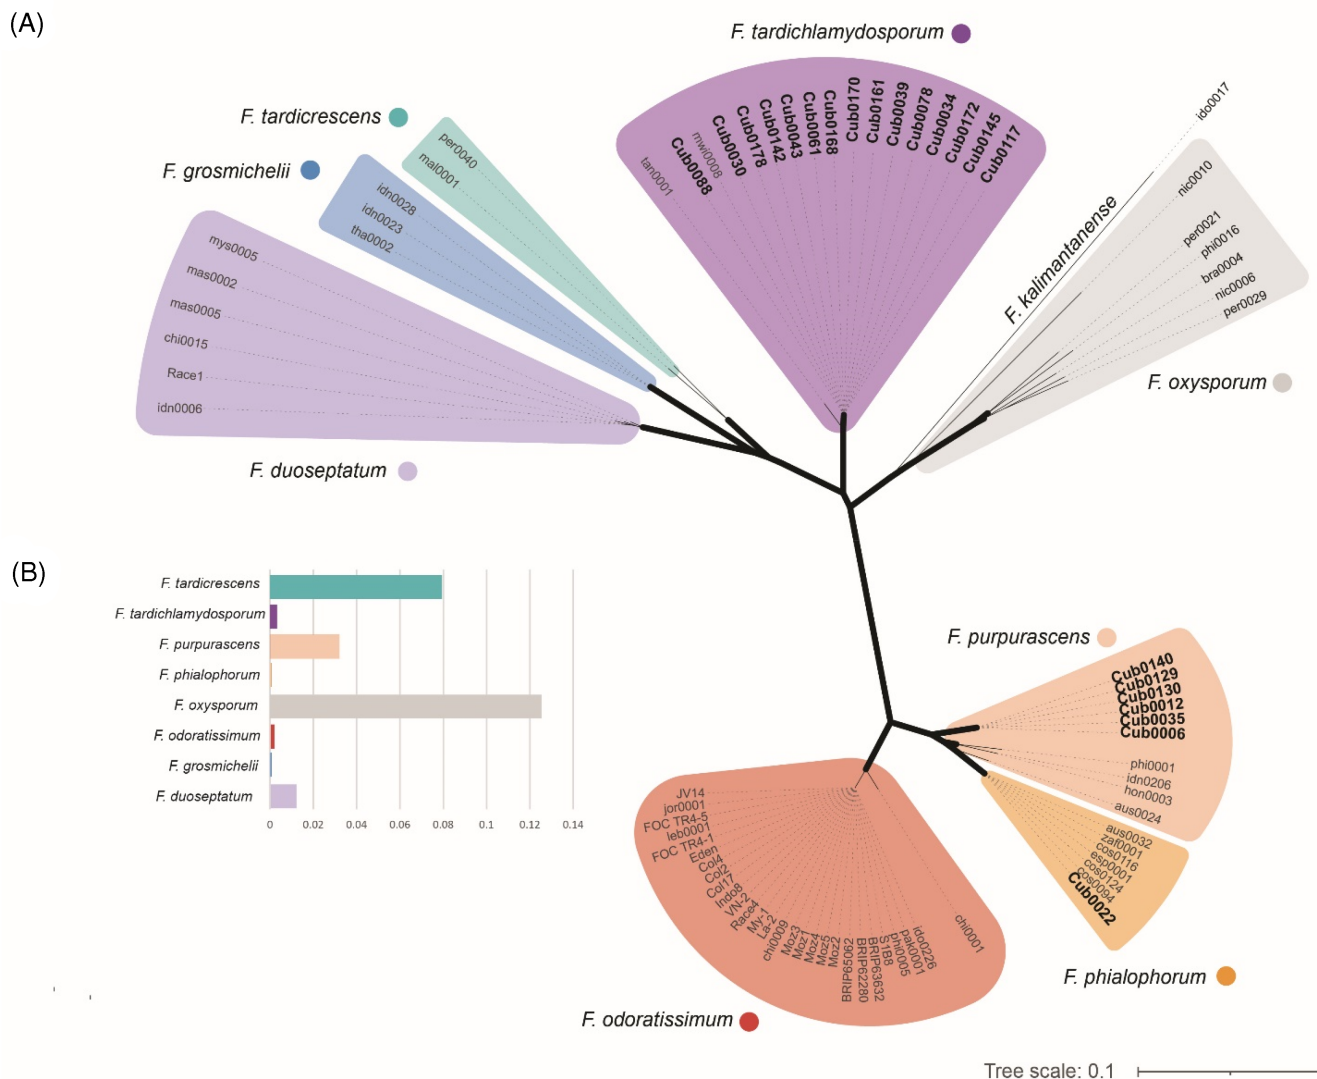 (A)
F. tardichlamydosporum
F. tardicrescens
F. grosmichelii
F. duoseptatum
F. kalimantanense
F. oxysporum
per0040
mal0001
idn0028
idn0023
tha0002
mys0005
mas0002
mas0005
chi0015
Race1
idn0006
tan0001
Cub0088
mwi0008
Cub0030
Cub0178
Cub0142
Cub0043
Cub0061
Cub0168
Cub0170
Cub0161
Cub0039
Cub0078
Cub0034
Cub0172
Cub0145
Cub0117
ido0017
nic0010
per0021
phi0016
bra0004
nic0006
per0029
(B)
F. tardicrescens
F. tardichlamydosporum
F. purpurascens
F. phialophorum
F. oxysporum
F. odoratissimum
F. grosmichelii
F. duoseptatum
0 0.02 0.04 0.06 0.08 0.1 0.12 0.14
F. purpurascens
Cub0140
Cub0129
Cub0130
Cub0012
Cub0035
Cub0006
phi0001
idn0206
hon0003
aus0024
aus0032
zaf0001
cos0116
esp0001
cos0124
cos0094
Cub0022
F. phialophorum
JV14
jor0001
FOC TR4-5
leb0001
FOC TR4-1
Eden
Col4
Col2
Col17
Indo8
VN-2
Race4
My-1
La-2
chi0009
Moz3
Moz1
Moz4
Moz5
Moz2
BRIP65062
BRIP62280
BRIP63632
S1B8
phi0005
pak0001
ido0226
chi0001
F. odoratissimum
Tree scale: 0.1